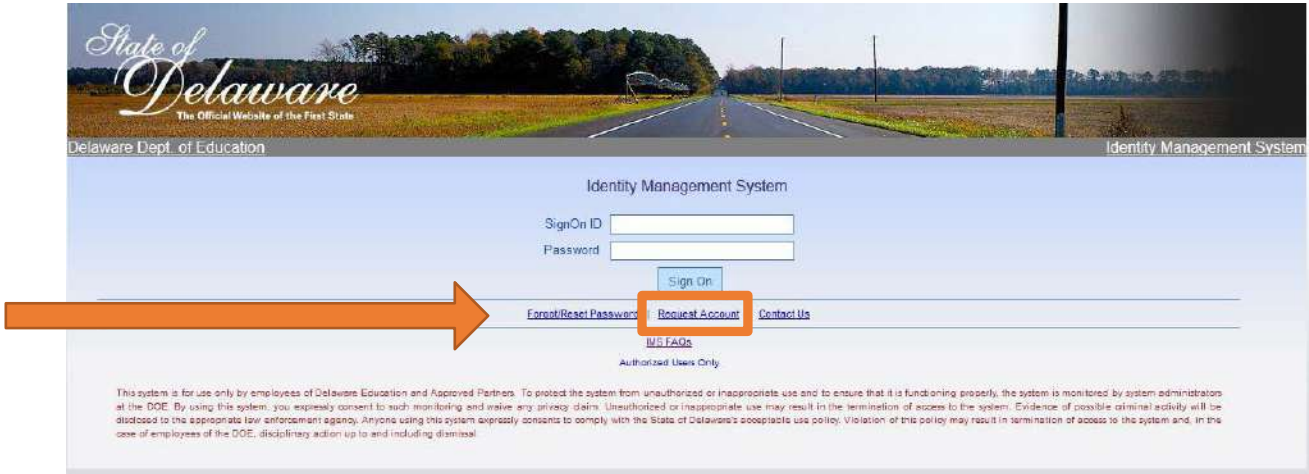 State of
Delaware
The Official Website of the First State
Delaware Dept. of Education
Identity Management System
Identity Management System
SignOn ID
Password
Sign On
Forgot/Reset Password | Request Account Contact Us
IMS FAQs
Authorized Users Only
This system is for use only by employees of Delaware Education and Approved Partners. To protect the system from unauthorized or inappropriate use and to ensure that it is functioning properly, the system is monitored by system administrators
at the DOE. By using this system, you expressly consent to such monitoring and waive any privacy claim. Unauthorized or inappropriate use may result in the termination of access to the system. Evidence of possible criminal activity will be
disclosed to the appropriate law enforcement agency. Anyone using this system expressly consents to comply with the State of Delaware's acceptable use policy. Violation of this policy may result in termination of access to the system and, in the
case of employees of the DOE, disciplinary action up to and including dismissal.